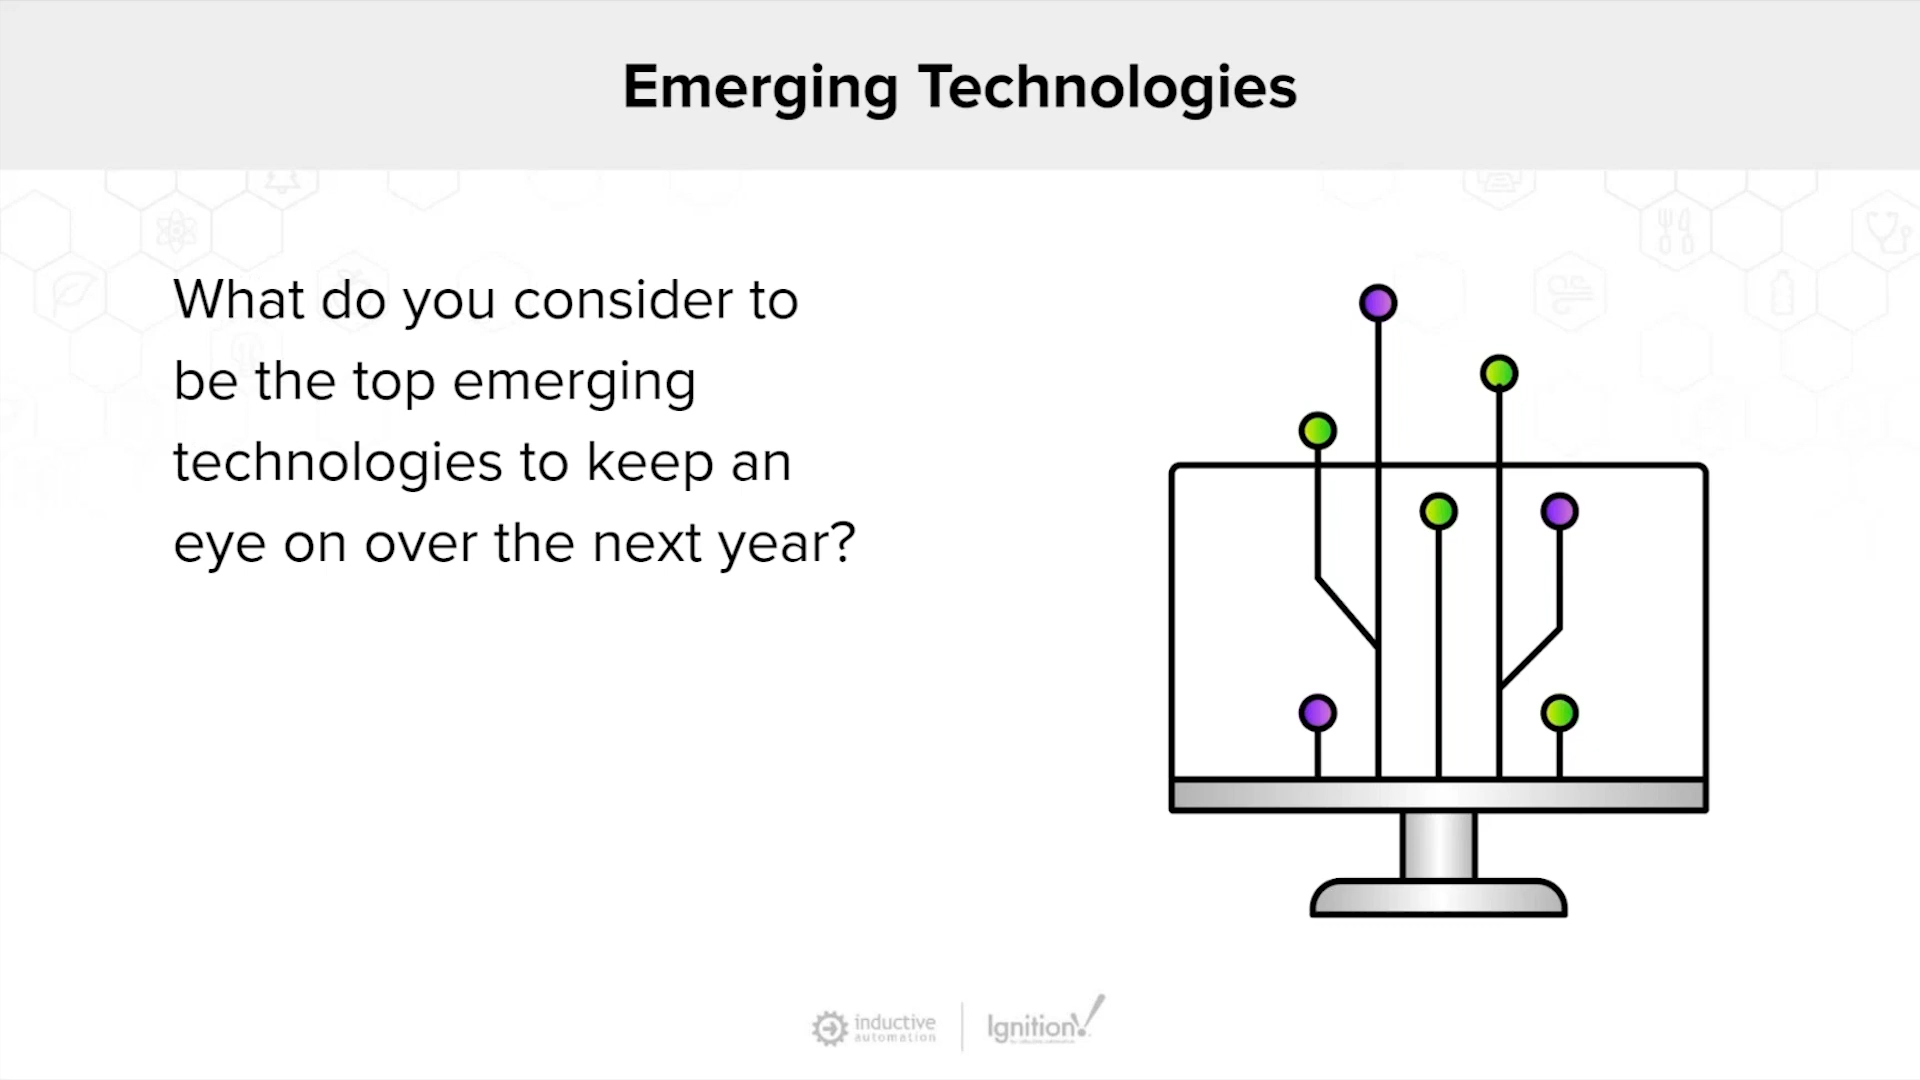 Emerging Technologies
What do you consider to
be the top emerging
technologies to keep an
eye on over the next year?
inductive
automation
Ignition!